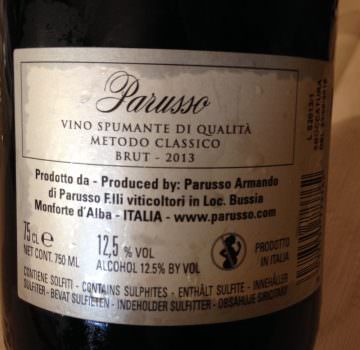 Parusso
VINO SPUMANTE DI QUALITÀ
METODO CLASSICO
BRUT - 2013
Prodotto da - Produced by: Parusso Armando
di Parusso F.lli viticoltori in Loc. Bussia
Monforte d'Alba - ITALIA - www.parusso.com
75 CL e
NET CONT. 750 ML
12,5 % VOL
ALCOHOL 12.5% BY VOL
PRODOTTO
IN ITALIA
CONTIENE SOLFITI - CONTAINS SULPHITES - ENTHÄLT SULFITE - INNEHÅLLER
SULFITER - BEVAT SULFIETEN - INDEHOLDER SULFITTER - OBSAHUJE
SBOCCATURA